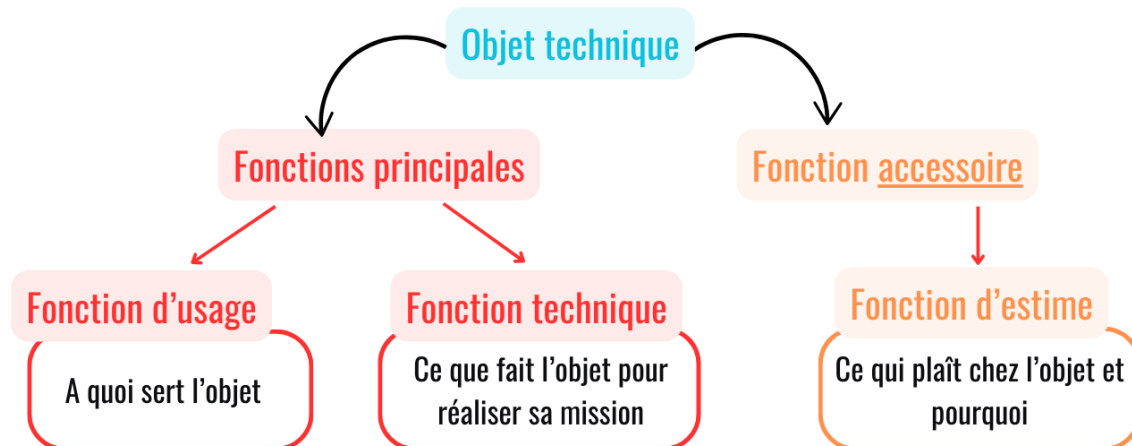 Objet technique
Fonctions principales
Fonction accessoire
Fonction d’usage
A quoi sert l’objet
Fonction technique
Ce que fait l’objet pour
réaliser sa mission
Fonction d’estime
Ce qui plaît chez l’objet et
pourquoi